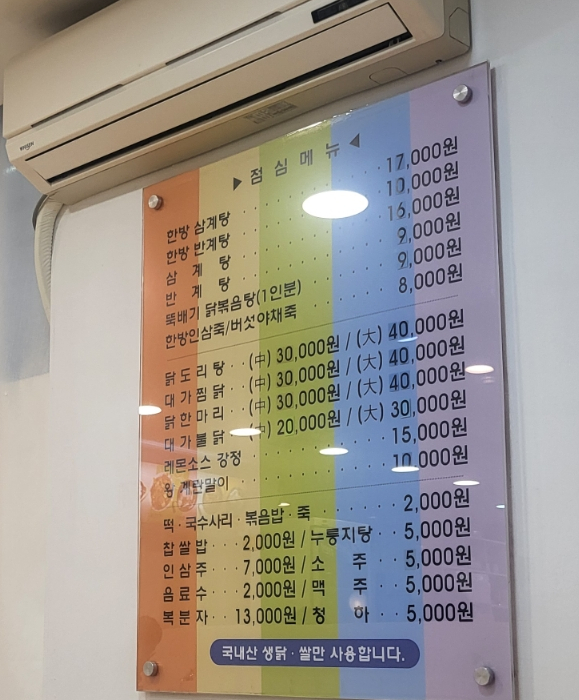 ▶ 점 심 메 뉴 ◀
한방 삼계탕 17,000원
한방 반계탕 10,000원
삼 계 탕 16,000원
반 계 탕 9,000원
뚝배기 닭볶음탕(1인분) 9,000원
한방인삼죽/버섯야채죽 8,000원
닭 도 리 탕 (中) 30,000원 / (大) 40,000원
대 가 찜 닭 (中) 30,000원 / (大) 40,000원
닭 한 마 리 (中) 30,000원 / (大) 40,000원
대 가 불 닭 (中) 20,000원 / (大) 30,000원
레몬소스 강정 15,000원
왕 계란말이 10,000원
떡 · 국수사리 · 볶음밥 · 죽 2,000원
찹 쌀 밥 2,000원 / 누룽지탕 5,000원
인 삼 주 7,000원 / 소 주 5,000원
음 료 수 2,000원 / 맥 주 5,000원
복 분 자 13,000원 / 청 하 5,000원
국내산 생닭 · 쌀만 사용합니다.